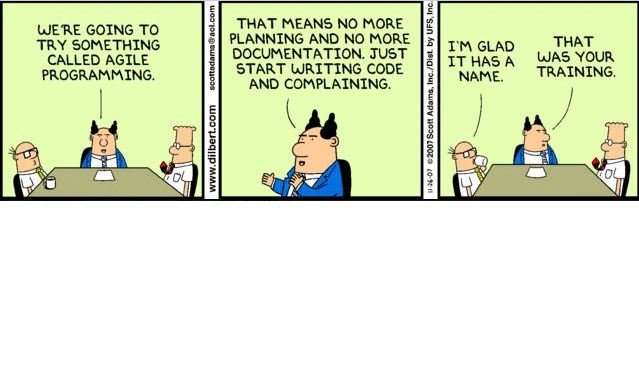 WE'RE GOING TO
TRY SOMETHING
CALLED AGILE
PROGRAMMING.
www.dilbert.com scottadams@aol.com
THAT MEANS NO MORE
PLANNING AND NO MORE
DOCUMENTATION. JUST
START WRITING CODE
AND COMPLAINING.
11-26-07 ©2007 Scott Adams, Inc./Dist. by UFS, Inc.
I'M GLAD
IT HAS A
NAME.
THAT
WAS YOUR
TRAINING.